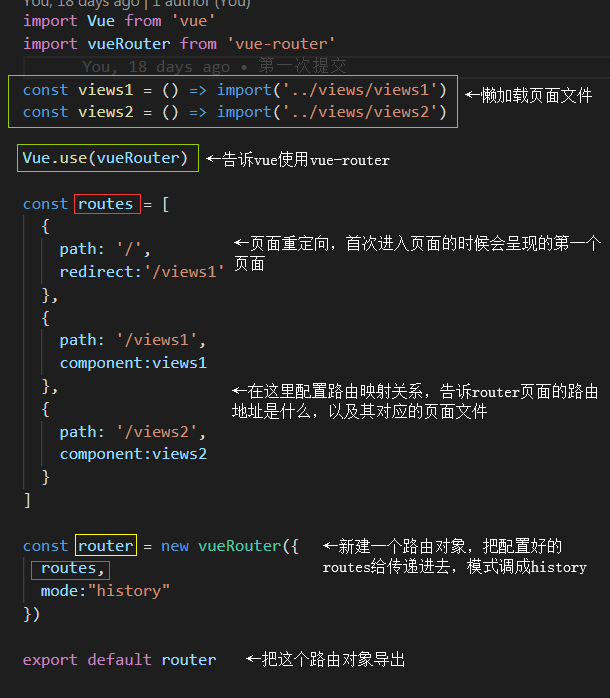 You, 18 days ago | 1 author (You)
import Vue from 'vue'
import vueRouter from 'vue-router'
You, 18 days ago • 第一次提交
const views1 = () => import('../views/views1')
const views2 = () => import('../views/views2')
←懒加载页面文件
Vue.use(vueRouter) ←告诉vue使用vue-router
const routes = [
{
path: '/',
redirect:'/views1'
←页面重定向，首次进入页面的时候会呈现的第一个
页面
},
{
path: '/views1',
component:views1
},
{
path: '/views2',
component:views2
}
]
←在这里配置路由映射关系，告诉router页面的路由
地址是什么，以及其对应的页面文件
const router = new vueRouter({
routes,
mode:"history"
})
←新建一个路由对象，把配置好的
routes给传递进去，模式调成history
export default router ←把这个路由对象导出